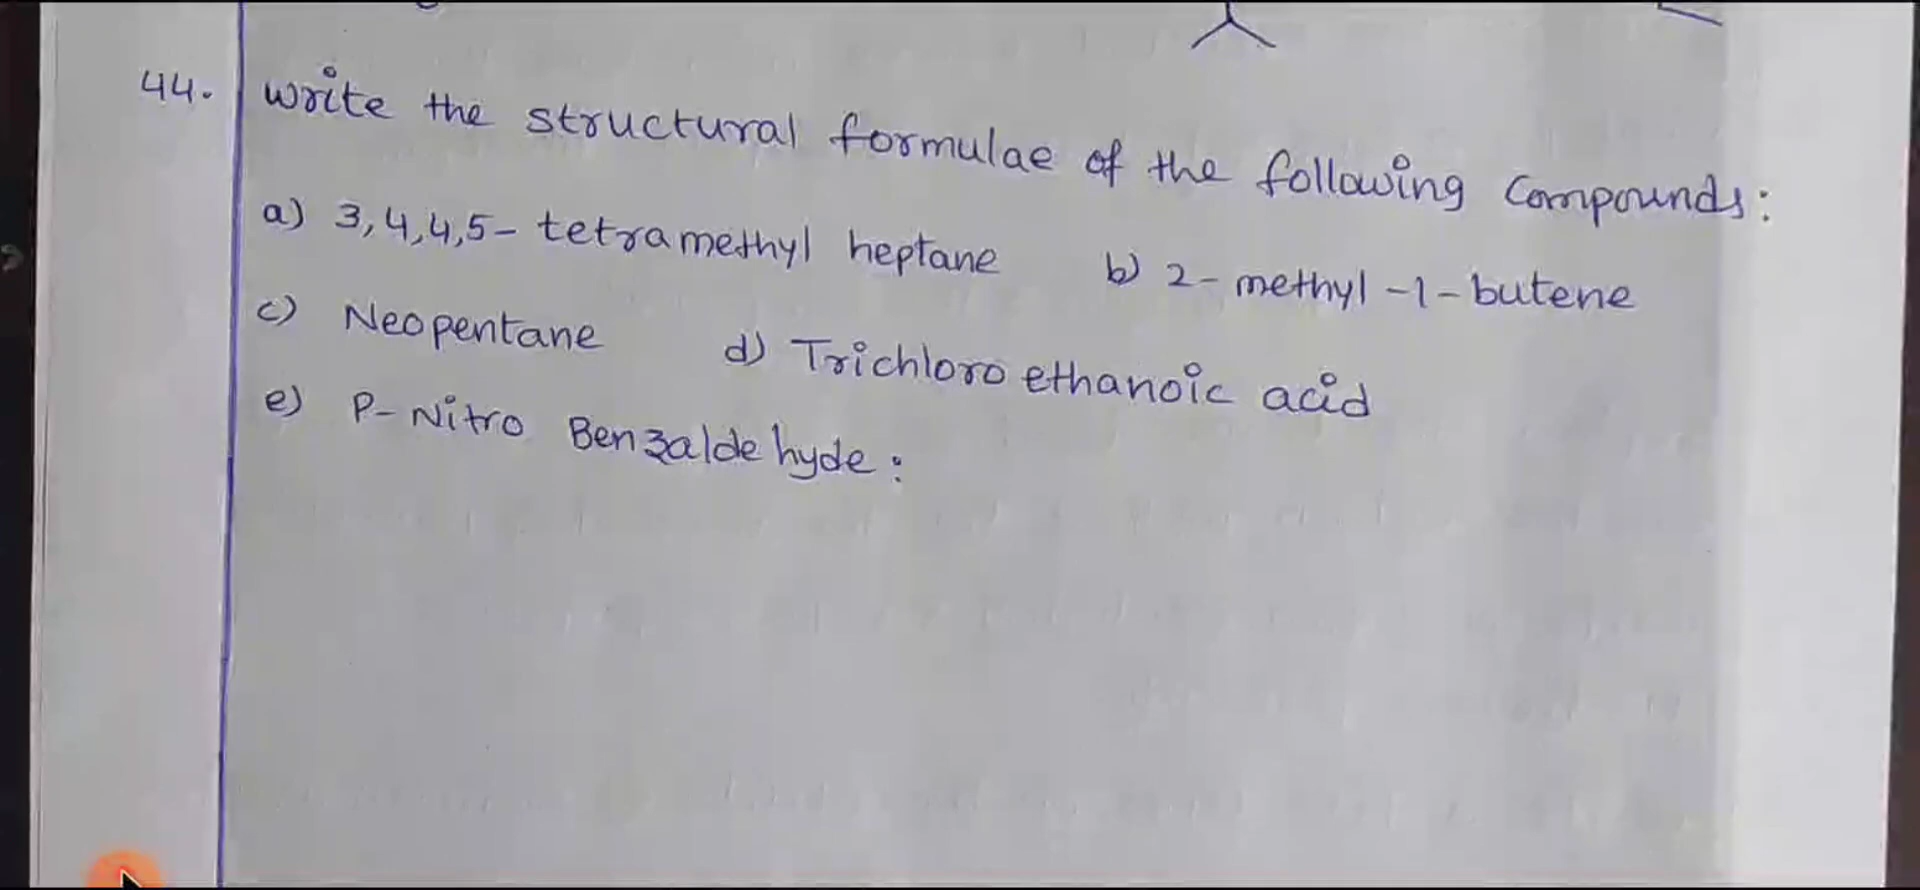 44. write the structural formulae of the following compounds:
a) 3,4,4,5- tetramethyl heptane b) 2- methyl -1- butene
c) Neopentane d) Trichloro ethanoic acid
e) P- Nitro Benzaldehyde: